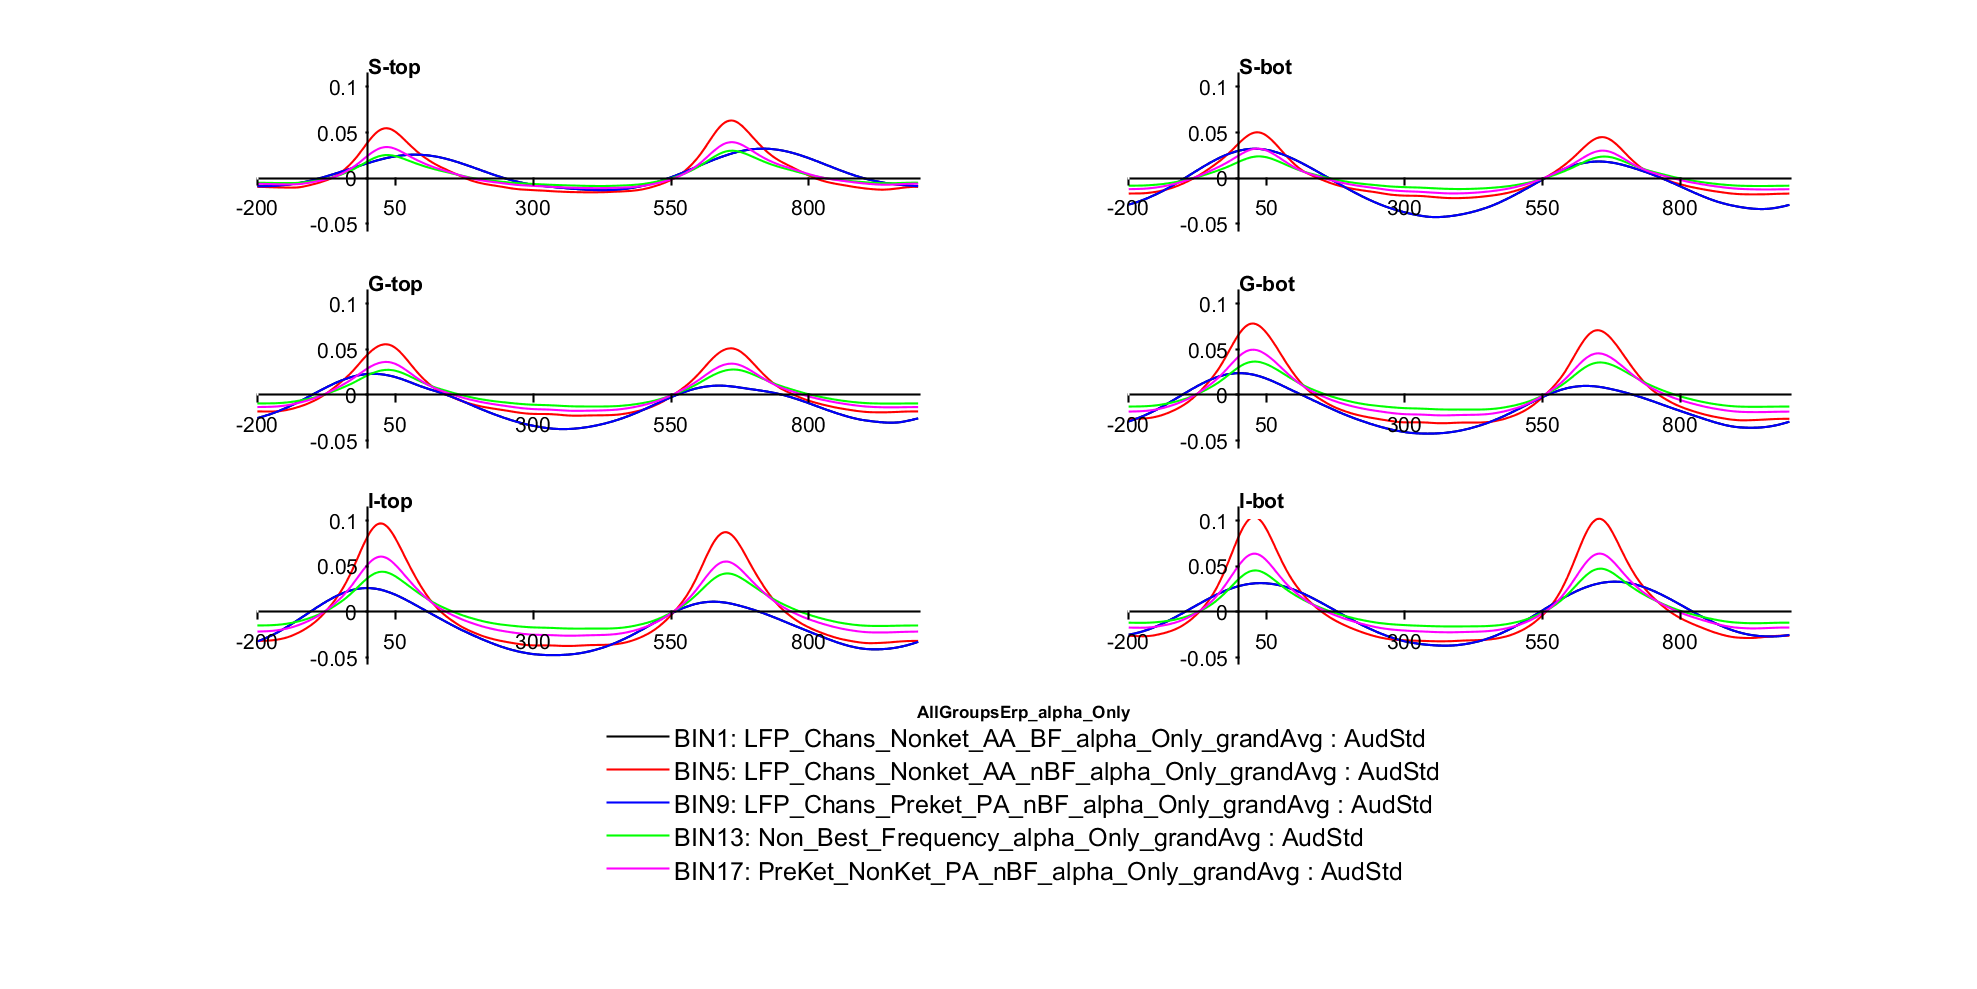 S-top
0.1
0.05
0
-0.05
-200 50 300 550 800
S-bot
0.1
0.05
0
-0.05
-200 50 300 550 800
G-top
0.1
0.05
0
-0.05
-200 50 300 550 800
G-bot
0.1
0.05
0
-0.05
-200 50 300 550 800
I-top
0.1
0.05
0
-0.05
-200 50 300 550 800
I-bot
0.1
0.05
0
-0.05
-200 50 300 550 800
AllGroupsErp_alpha_Only
BIN1: LFP_Chans_Nonket_AA_BF_alpha_Only_grandAvg : AudStd
BIN5: LFP_Chans_Nonket_AA_nBF_alpha_Only_grandAvg : AudStd
BIN9: LFP_Chans_Preket_PA_nBF_alpha_Only_grandAvg : AudStd
BIN13: Non_Best_Frequency_alpha_Only_grandAvg : AudStd
BIN17: PreKet_NonKet_PA_nBF_alpha_Only_grandAvg : AudStd